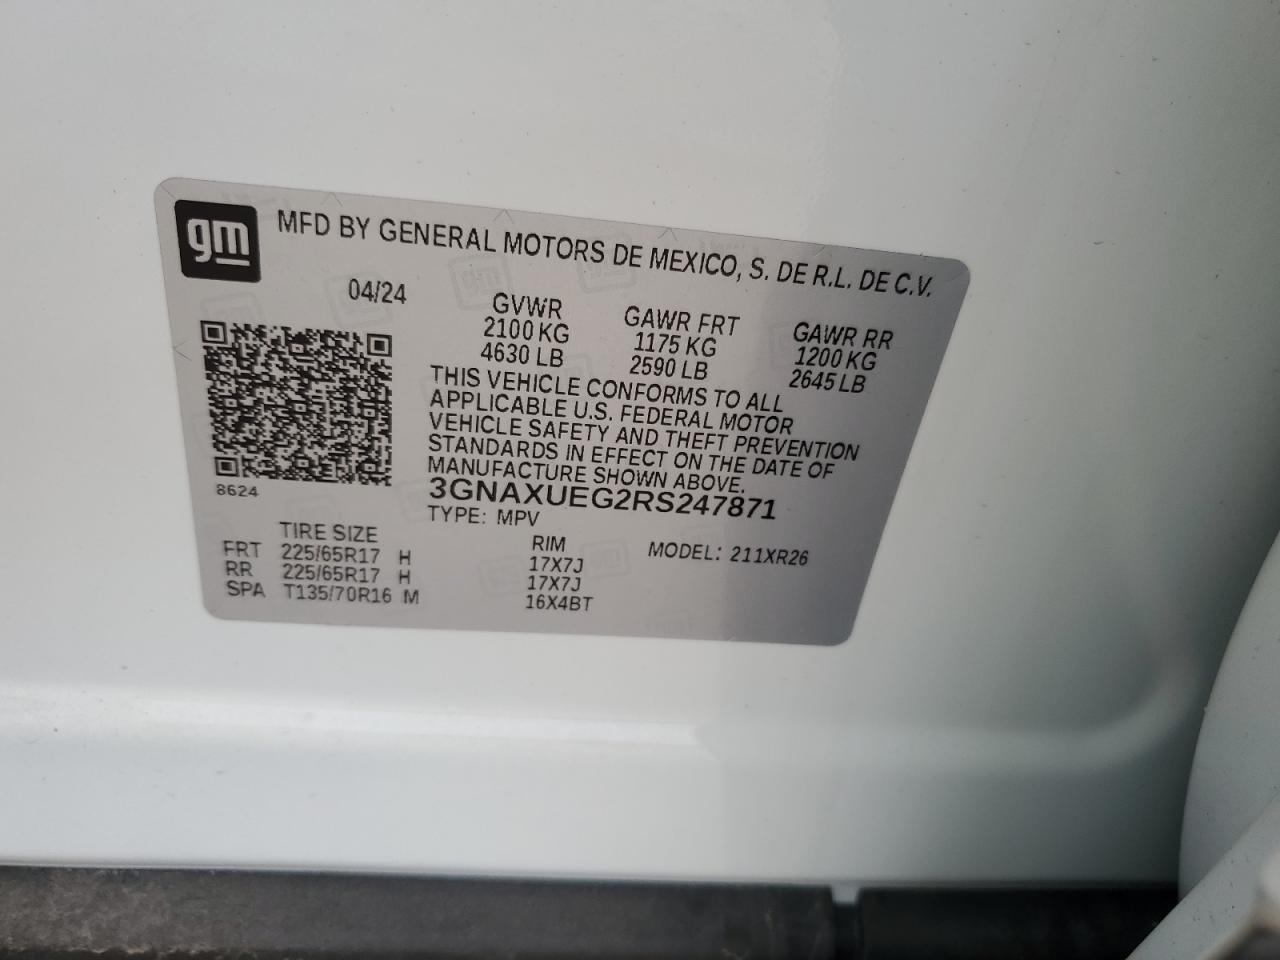 gm
MFD BY GENERAL MOTORS DE MEXICO, S. DE R.L. DE C.V.
04/24
GVWR GAWR FRT GAWR RR
2100 KG 1175 KG 1200 KG
4630 LB 2590 LB 2645 LB
THIS VEHICLE CONFORMS TO ALL
APPLICABLE U.S. FEDERAL MOTOR
VEHICLE SAFETY AND THEFT PREVENTION
STANDARDS IN EFFECT ON THE DATE OF
MANUFACTURE SHOWN ABOVE.
8624
3GNAXUEG2RS247871
TYPE: MPV
TIRE SIZE RIM MODEL: 211XR26
FRT 225/65R17 H 17X7J
RR 225/65R17 H 17X7J
SPA T135/70R16 M 16X4BT